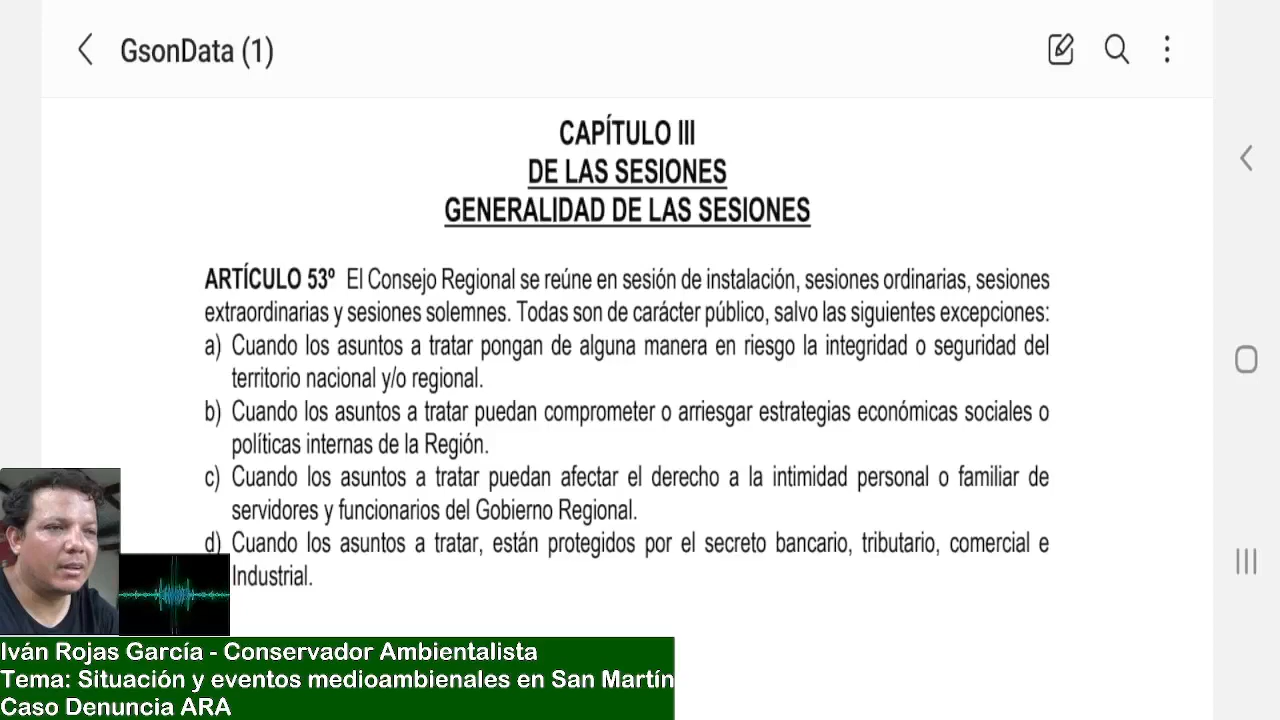 GsonData (1)
CAPÍTULO III
DE LAS SESIONES
GENERALIDAD DE LAS SESIONES
ARTÍCULO 53º El Consejo Regional se reúne en sesión de instalación, sesiones ordinarias, sesiones
extraordinarias y sesiones solemnes. Todas son de carácter público, salvo las siguientes excepciones:
a) Cuando los asuntos a tratar pongan de alguna manera en riesgo la integridad o seguridad del
territorio nacional y/o regional.
b) Cuando los asuntos a tratar puedan comprometer o arriesgar estrategias económicas sociales o
políticas internas de la Región.
c) Cuando los asuntos a tratar puedan afectar el derecho a la intimidad personal o familiar de
servidores y funcionarios del Gobierno Regional.
d) Cuando los asuntos a tratar, están protegidos por el secreto bancario, tributario, comercial e
Industrial.
Iván Rojas García - Conservador Ambientalista
Tema: Situación y eventos medioambienales en San Martín
Caso Denuncia ARA